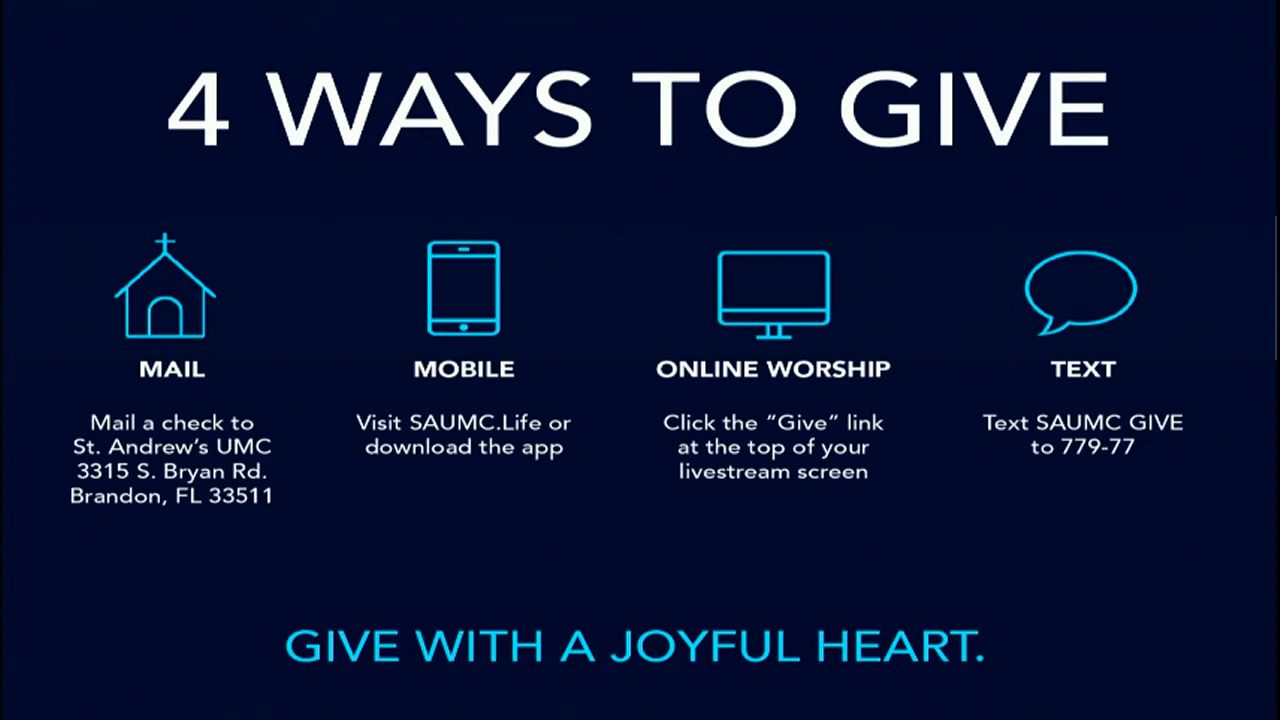 4 WAYS TO GIVE
MAIL
Mail a check to
St. Andrew's UMC
3315 S. Bryan Rd.
Brandon, FL 33511
MOBILE
Visit SAUMC.Life or
download the app
ONLINE WORSHIP
Click the “Give“ link
at the top of your
livestream screen
TEXT
Text SAUMC GIVE
to 779-77
GIVE WITH A JOYFUL HEART.